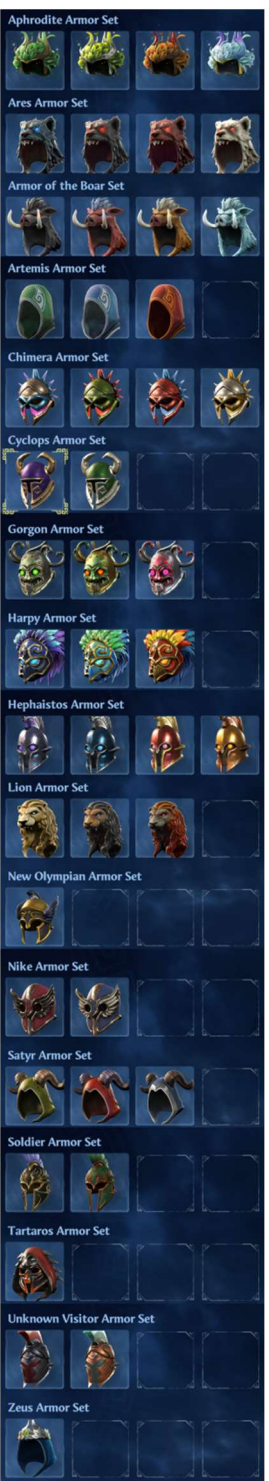 Aphrodite Armor Set
Ares Armor Set
Armor of the Boar Set
Artemis Armor Set
Chimera Armor Set
Cyclops Armor Set
Gorgon Armor Set
Harpy Armor Set
Hephaistos Armor Set
Lion Armor Set
New Olympian Armor Set
Nike Armor Set
Satyr Armor Set
Soldier Armor Set
Tartaros Armor Set
Unknown Visitor Armor Set
Zeus Armor Set